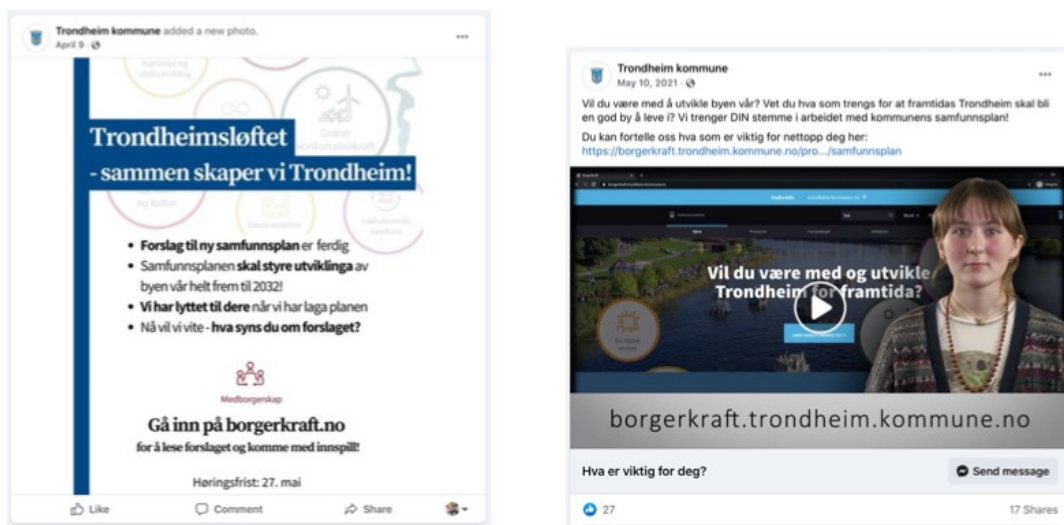 Trondheim kommune added a new photo.
April 9
Trondheimsløftet
- sammen skaper vi Trondheim!
og fritid
• Forslag til ny samfunnsplan er ferdig
• Samfunnsplanen skal styre utviklinga av
byen vår helt frem til 2032!
• Vi har lyttet til dere når vi har laga planen
• Nå vil vi vite - hva syns du om forslaget?
Medborgerskap
Gå inn på borgerkraft.no
for å lese forslaget og komme med innspill!
Høringsfrist: 27. mai
Like
Comment
Share
Trondheim kommune
May 10, 2021
Vil du være med å utvikle byen vår? Vet du hva som trengs for at framtidas Trondheim skal bli
en god by å leve i? Vi trenger DIN stemme i arbeidet med kommunens samfunnsplan!
Du kan fortelle oss hva som er viktig for nettopp deg her:
https://borgerkraft.trondheim.kommune.no/pro.../samfunnsplan
Vil du være med og utvikle
Trondheim for framtida?
borgerkraft.trondheim.kommune.no
Hva er viktig for deg?
Send message
27
17 Shares